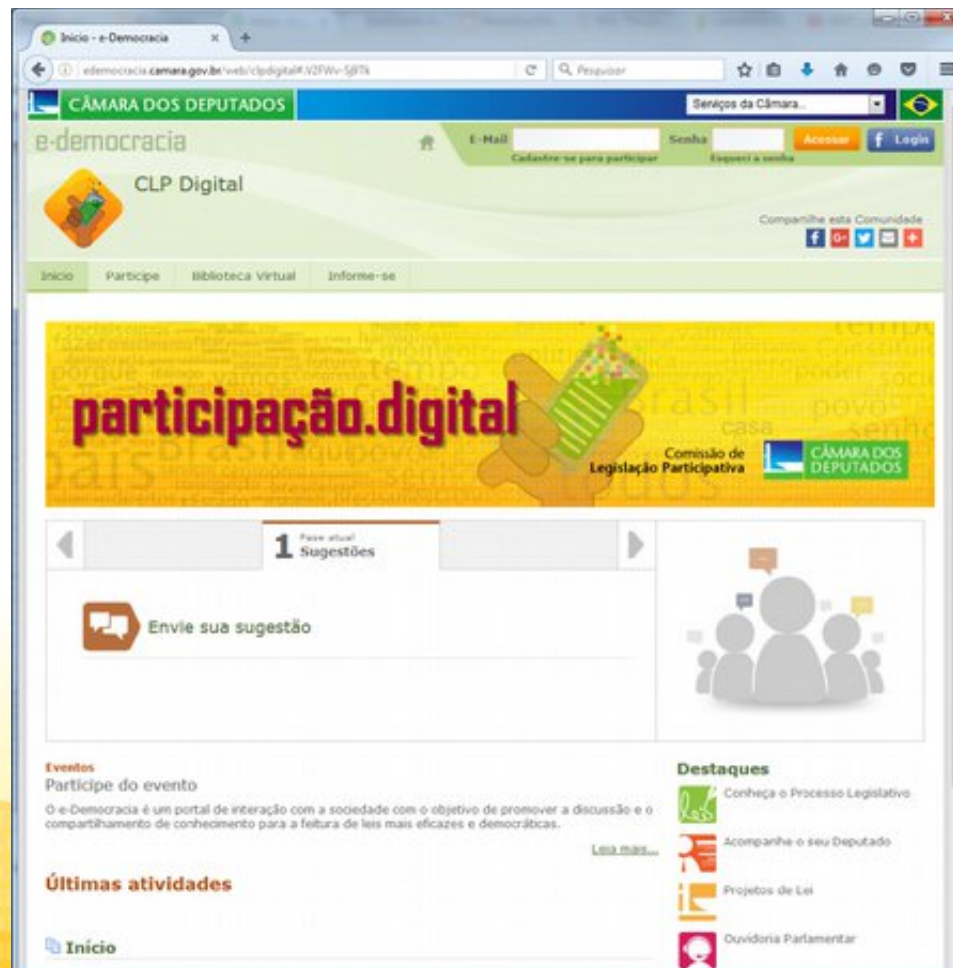 Início - e-Democracia
edemocracia.camara.gov.br/web/clpdigital#.V2FWv-SjBTk
Pesquisar
CÂMARA DOS DEPUTADOS
Serviços da Câmara...
e-democracia
E-Mail
Senha
Acessar
f Login
Cadastre-se para participar
Esqueci a senha
CLP Digital
Compartilhe esta Comunidade
Início
Participe
Biblioteca Virtual
Informe-se
participação.digital
Comissão de
Legislação Participativa
CÂMARA DOS
DEPUTADOS
1
Fase atual
Sugestões
Envie sua sugestão
Eventos
Participe do evento
O e-Democracia é um portal de interação com a sociedade com o objetivo de promover a discussão e o
compartilhamento de conhecimento para a feitura de leis mais eficazes e democráticas.
Leia mais...
Últimas atividades
Início
Destaques
Conheça o Processo Legislativo
Acompanhe o seu Deputado
Projetos de Lei
Ouvidoria Parlamentar